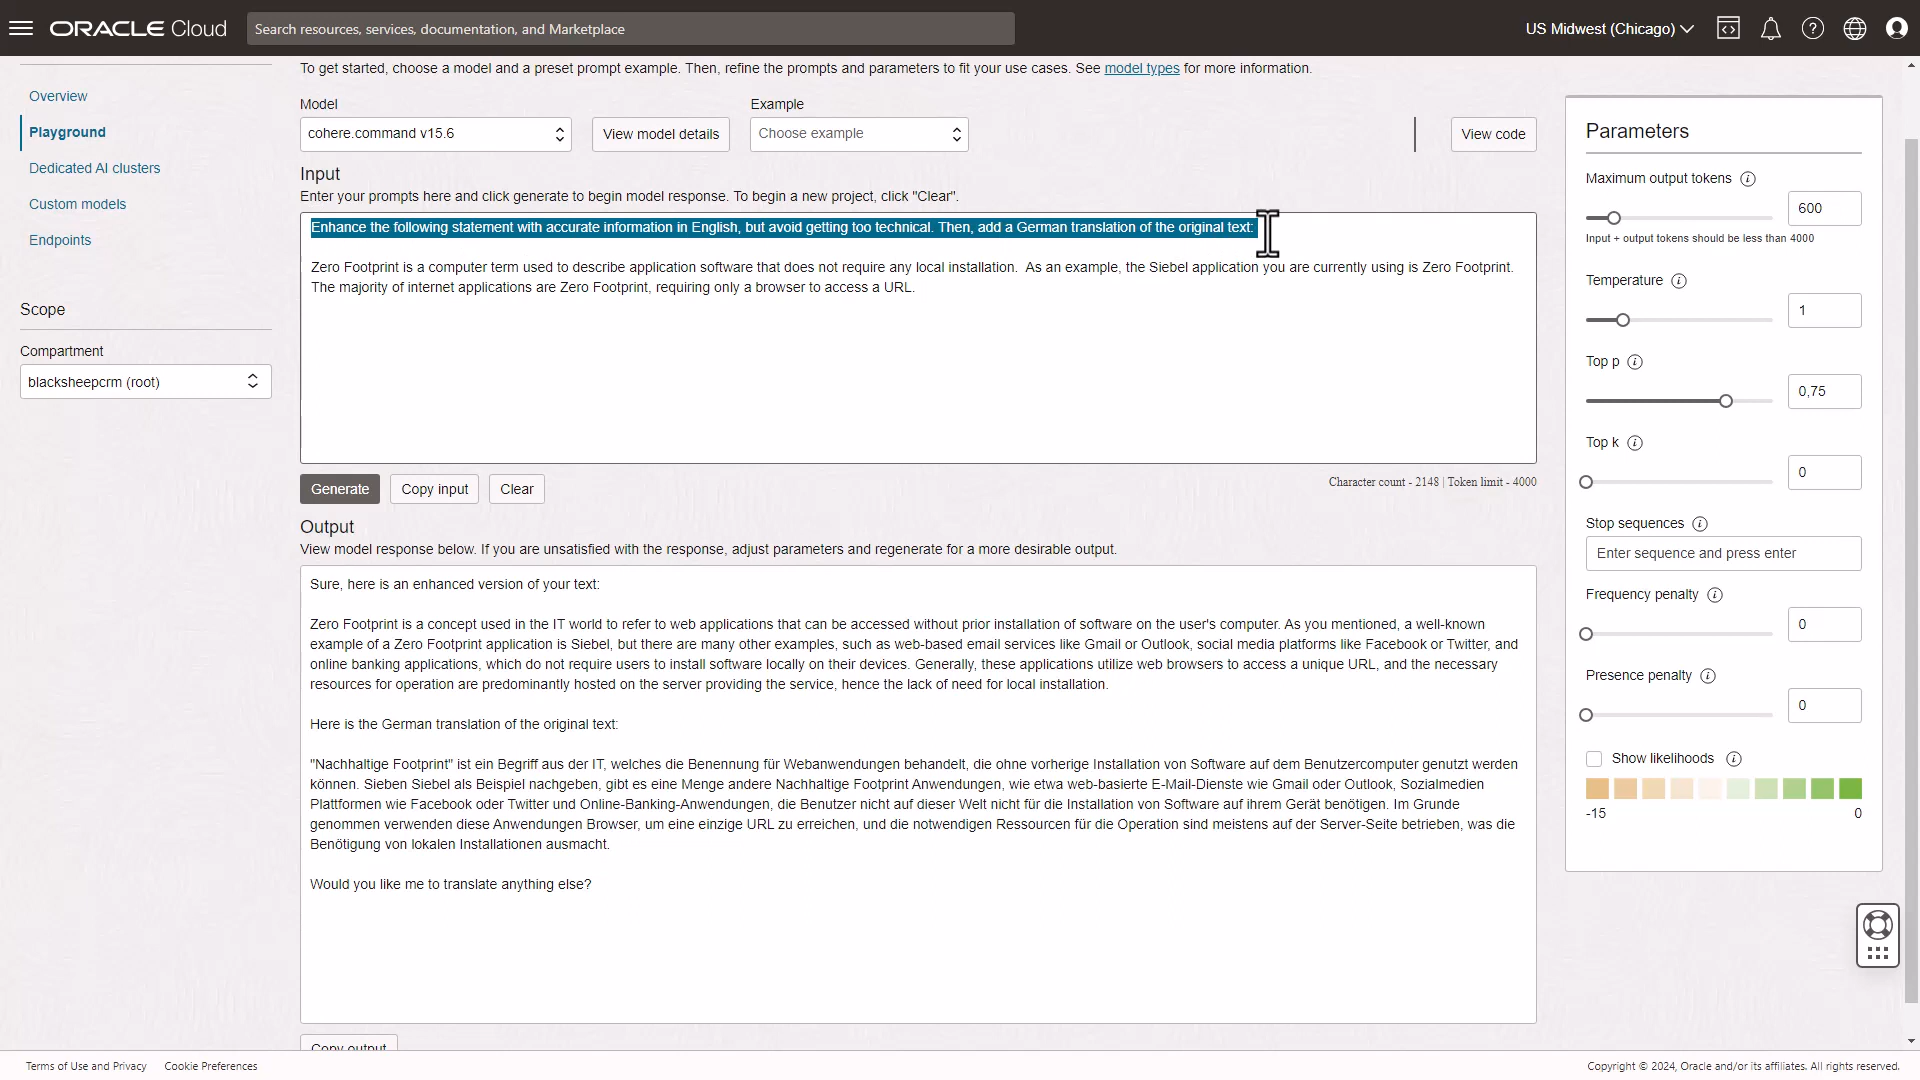 ORACLE Cloud
Search resources, services, documentation, and Marketplace
US Midwest (Chicago)
To get started, choose a model and a preset prompt example. Then, refine the prompts and parameters to fit your use cases. See model types for more information.
Overview
Playground
Dedicated AI clusters
Custom models
Endpoints
Scope
Compartment
blacksheepcrm (root)
Model
Example
cohere.command v15.6
View model details
Choose example
View code
Input
Enter your prompts here and click generate to begin model response. To begin a new project, click "Clear".
Enhance the following statement with accurate information in English, but avoid getting too technical. Then, add a German translation of the original text:
Zero Footprint is a computer term used to describe application software that does not require any local installation.  As an example, the Siebel application you are currently using is Zero Footprint.
The majority of internet applications are Zero Footprint, requiring only a browser to access a URL.
Generate
Copy input
Clear
Character count - 2148 | Token limit - 4000
Output
View model response below. If you are unsatisfied with the response, adjust parameters and regenerate for a more desirable output.
Sure, here is an enhanced version of your text:
Zero Footprint is a concept used in the IT world to refer to web applications that can be accessed without prior installation of software on the user's computer. As you mentioned, a well-known
example of a Zero Footprint application is Siebel, but there are many other examples, such as web-based email services like Gmail or Outlook, social media platforms like Facebook or Twitter, and
online banking applications, which do not require users to install software locally on their devices. Generally, these applications utilize web browsers to access a unique URL, and the necessary
resources for operation are predominantly hosted on the server providing the service, hence the lack of need for local installation.
Here is the German translation of the original text:
"Nachhaltige Footprint" ist ein Begriff aus der IT, welches die Benennung für Webanwendungen behandelt, die ohne vorherige Installation von Software auf dem Benutzercomputer genutzt werden
können. Sieben Siebel als Beispiel nachgeben, gibt es eine Menge andere Nachhaltige Footprint Anwendungen, wie etwa web-basierte E-Mail-Dienste wie Gmail oder Outlook, Sozialmedien
Plattformen wie Facebook oder Twitter und Online-Banking-Anwendungen, die Benutzer nicht auf dieser Welt nicht für die Installation von Software auf ihrem Gerät benötigen. Im Grunde
genommen verwenden diese Anwendungen Browser, um eine einzige URL zu erreichen, und die notwendigen Ressourcen für die Operation sind meistens auf der Server-Seite betrieben, was die
Benötigung von lokalen Installationen ausmacht.
Would you like me to translate anything else?
Copy output
Parameters
Maximum output tokens
600
Input + output tokens should be less than 4000
Temperature
1
Top p
0,75
Top k
0
Stop sequences
Enter sequence and press enter
Frequency penalty
0
Presence penalty
0
Show likelihoods
-15
0
Terms of Use and Privacy
Cookie Preferences
Copyright © 2024, Oracle and/or its affiliates. All rights reserved.